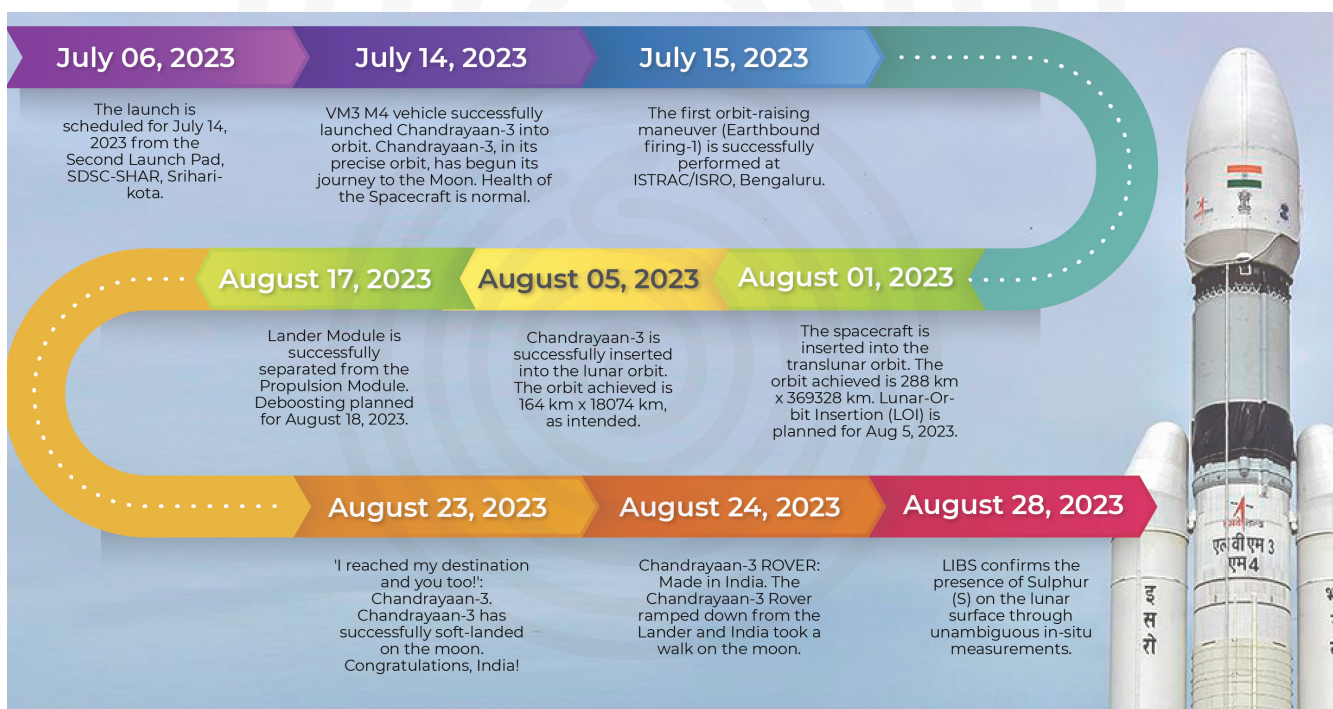 July 06, 2023
The launch is
scheduled for July 14,
2023 from the
Second Launch Pad,
SDSC-SHAR, Srihari-
kota.
July 14, 2023
VM3 M4 vehicle successfully
launched Chandrayaan-3 into
orbit. Chandrayaan-3, in its
precise orbit, has begun its
journey to the Moon. Health of
the Spacecraft is normal.
July 15, 2023
The first orbit-raising
maneuver (Earthbound
firing-1) is successfully
performed at
ISTRAC/ISRO, Bengaluru.
August 01, 2023
The spacecraft is
inserted into the
translunar orbit. The
orbit achieved is 288 km
x 369328 km. Lunar-Or-
bit Insertion (LOI) is
planned for Aug 5, 2023.
August 05, 2023
Chandrayaan-3 is
successfully inserted
into the lunar orbit.
The orbit achieved is
164 km x 18074 km,
as intended.
August 17, 2023
Lander Module is
successfully
separated from the
Propulsion Module.
Deboosting planned
for August 18, 2023.
August 23, 2023
'I reached my destination
and you too!':
Chandrayaan-3.
Chandrayaan-3 has
successfully soft-landed
on the moon.
Congratulations, India!
August 24, 2023
Chandrayaan-3 ROVER:
Made in India. The
Chandrayaan-3 Rover
ramped down from the
Lander and India took a
walk on the moon.
August 28, 2023
LIBS confirms the
presence of Sulphur
(S) on the lunar
surface through
unambiguous in-situ
measurements.
एल वी एम 3
एम 4
इ
स
रो